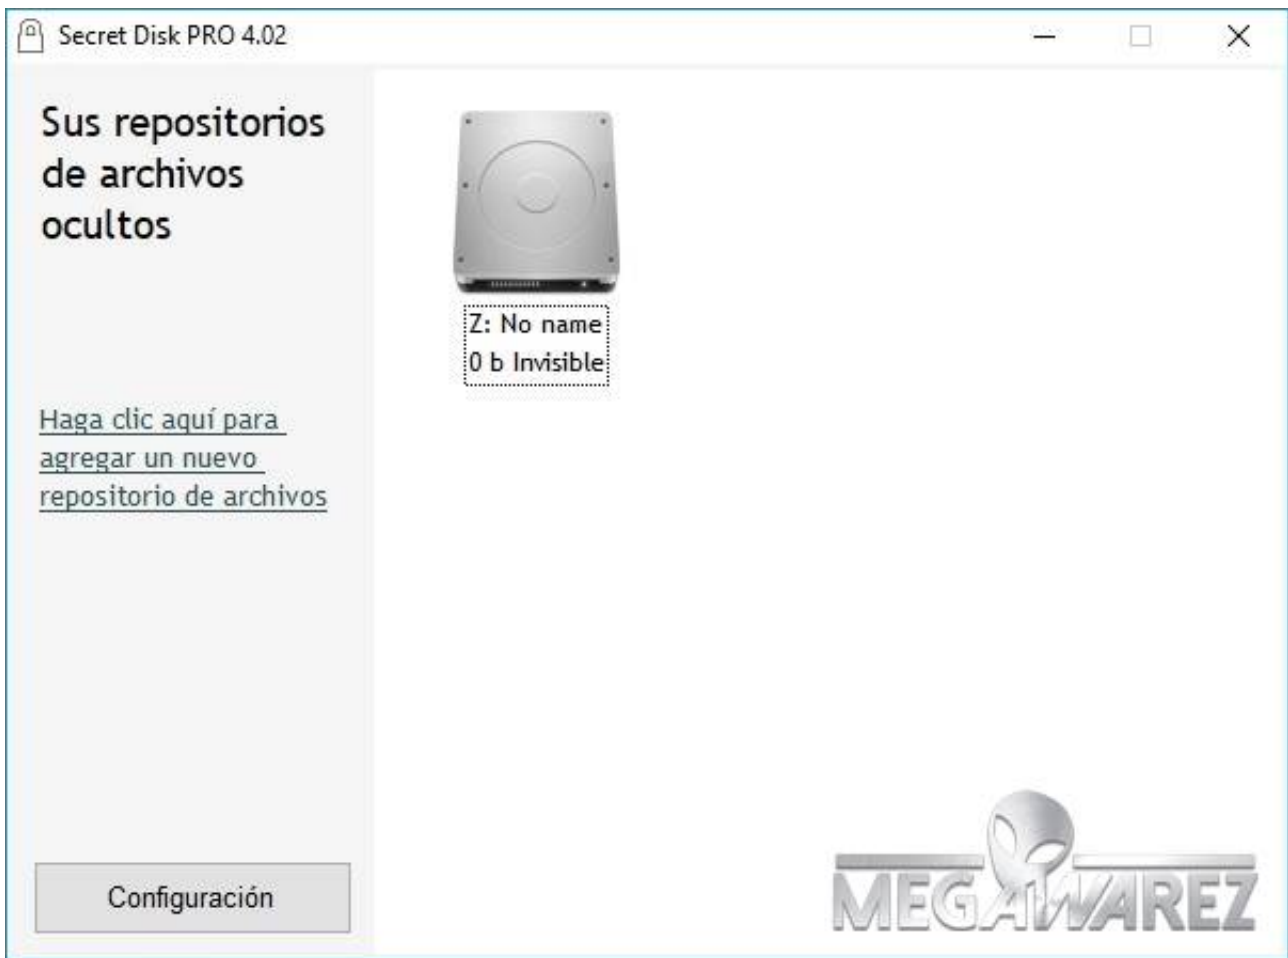 Secret Disk PRO 4.02
Sus repositorios
de archivos
ocultos
Z: No name
0 b Invisible
Haga clic aquí para
agregar un nuevo
repositorio de archivos
Configuración
MEGAWAREZ